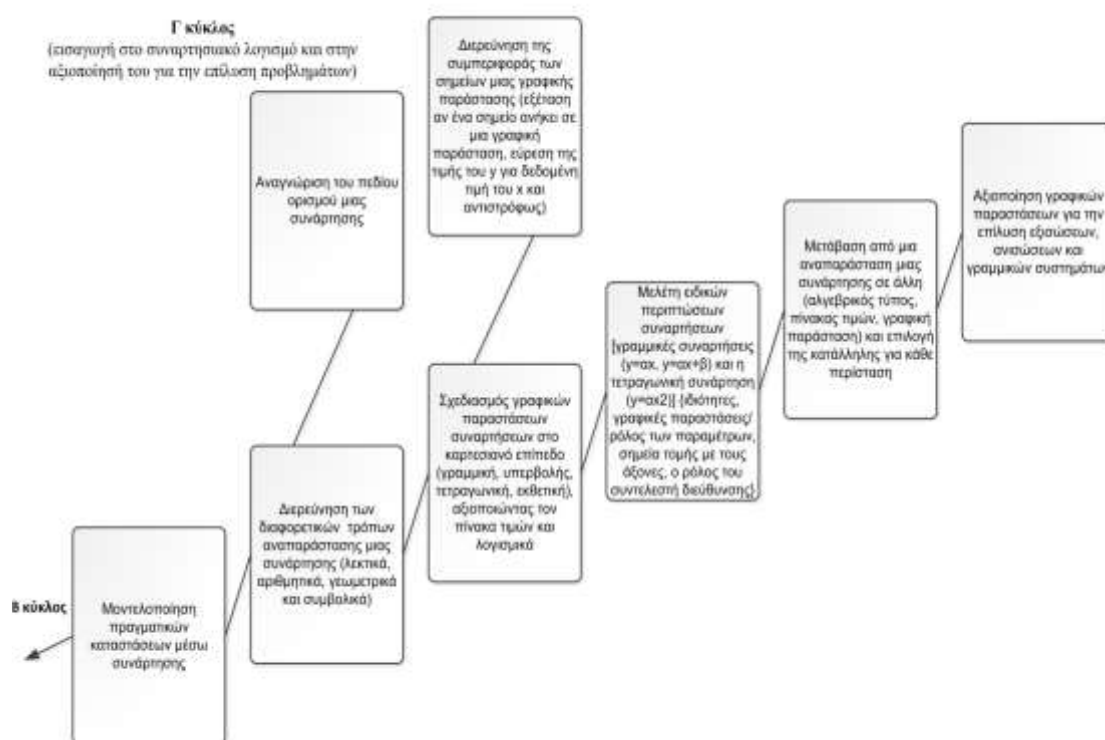 Γ κύκλος
(εισαγωγή στο συναρτησιακό λογισμό και στην
αξιοποίησή του για την επίλυση προβλημάτων)
Αναγνώριση του πεδίου
ορισμού μιας
συνάρτησης
Διερεύνηση της
συμπεριφοράς των
σημείων μιας γραφικής
παράστασης (εξέταση
αν ένα σημείο ανήκει σε
μια γραφική
παράσταση, εύρεση της
τιμής του y για δεδομένη
τιμή του x και
αντιστρόφως)
Αξιοποίηση γραφικών
παραστάσεων για την
επίλυση εξισώσεων,
ανισώσεων και
γραμμικών συστημάτων
Μετάβαση από μια
αναπαράσταση μιας
συνάρτησης σε άλλη
(αλγεβρικός τύπος,
πίνακας τιμών, γραφική
παράσταση) και επιλογή
της κατάλληλης για κάθε
περίσταση
Μελέτη ειδικών
περιπτώσεων
συναρτήσεων
[γραμμικές συναρτήσεις
(y=αx, y=αx+β) και η
τετραγωνική συνάρτηση
(y=αx2)] {ιδιότητες,
γραφικές παραστάσεις/
ρόλος των παραμέτρων,
σημεία τομής με τους
άξονες, ο ρόλος του
συντελεστή διεύθυνσης}
Σχεδιασμός γραφικών
παραστάσεων
συναρτήσεων στο
καρτεσιανό επίπεδο
(γραμμική, υπερβολής,
τετραγωνική, εκθετική),
αξιοποιώντας τον
πίνακα τιμών και
λογισμικά
Διερεύνηση των
διαφορετικών τρόπων
αναπαράστασης μιας
συνάρτησης (λεκτικά,
αριθμητικά, γεωμετρικά
και συμβολικά)
Β κύκλος
Μοντελοποίηση
πραγματικών
καταστάσεων μέσω
συνάρτησης